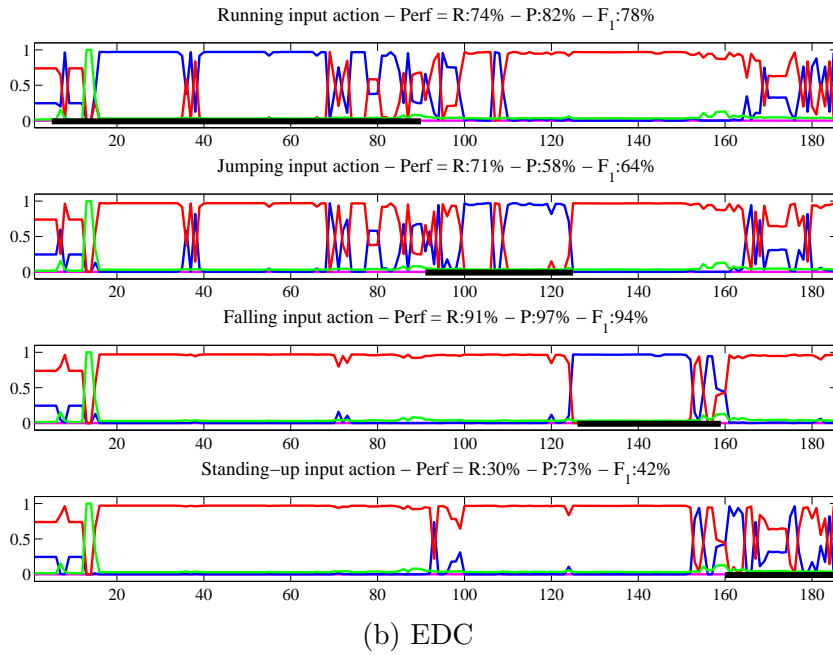 Running input action – Perf = R:74% – P:82% – F1:78%
1
0.5
0
20 40 60 80 100 120 140 160 180
Jumping input action – Perf = R:71% – P:58% – F1:64%
1
0.5
0
20 40 60 80 100 120 140 160 180
Falling input action – Perf = R:91% – P:97% – F1:94%
1
0.5
0
20 40 60 80 100 120 140 160 180
Standing–up input action – Perf = R:30% – P:73% – F1:42%
1
0.5
0
20 40 60 80 100 120 140 160 180
(b) EDC